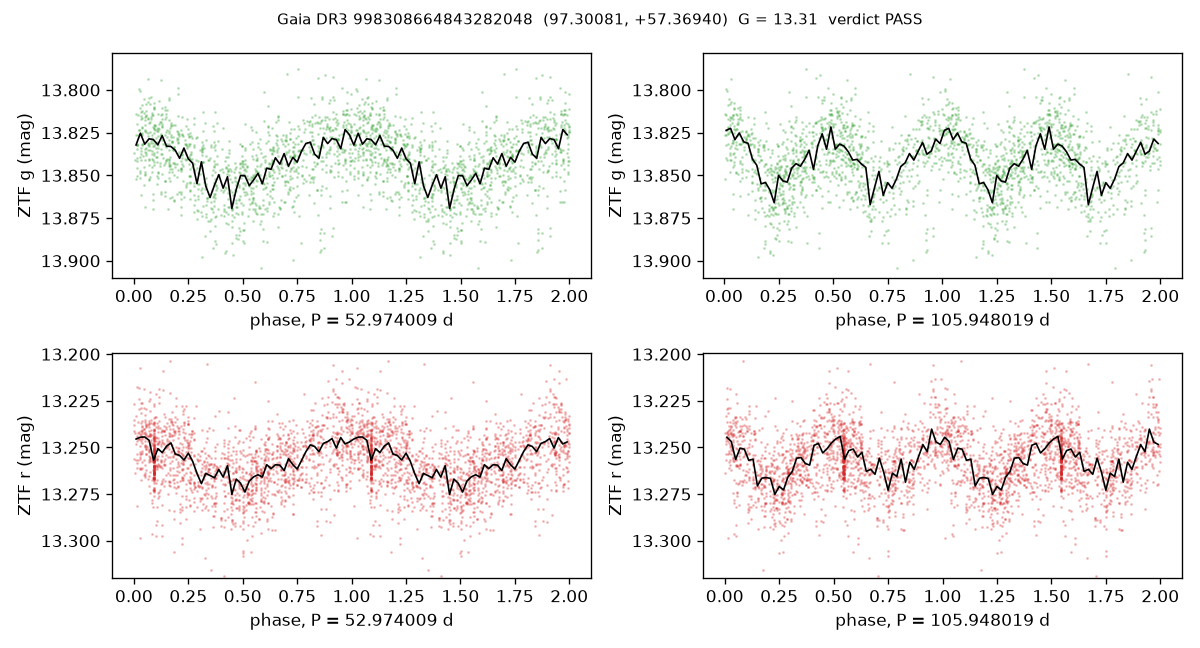 Gaia DR3 998308664843282048 (97.30081, +57.36940) G = 13.31 verdict PASS
ZTF g (mag)
13.800
13.825
13.850
13.875
13.900
0.00 0.25 0.50 0.75 1.00 1.25 1.50 1.75 2.00
phase, P = 52.974009 d
ZTF g (mag)
13.800
13.825
13.850
13.875
13.900
0.00 0.25 0.50 0.75 1.00 1.25 1.50 1.75 2.00
phase, P = 105.948019 d
ZTF r (mag)
13.200
13.225
13.250
13.275
13.300
0.00 0.25 0.50 0.75 1.00 1.25 1.50 1.75 2.00
phase, P = 52.974009 d
ZTF r (mag)
13.200
13.225
13.250
13.275
13.300
0.00 0.25 0.50 0.75 1.00 1.25 1.50 1.75 2.00
phase, P = 105.948019 d